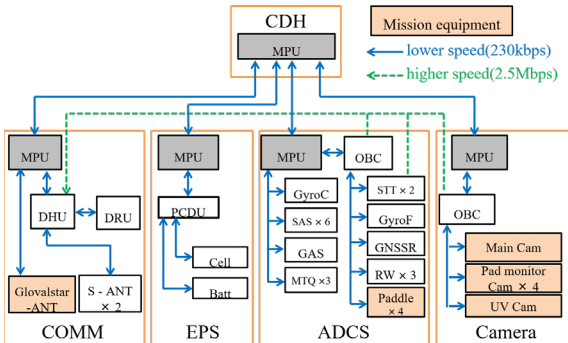 CDH
MPU
Mission equipment
lower speed(230kbps)
higher speed(2.5Mbps)
MPU
DHU
DRU
Glovalstar
-ANT
S - ANT
× 2
COMM
MPU
PCDU
Cell
Batt
EPS
MPU
OBC
GyroC
SAS × 6
GAS
MTQ ×3
STT × 2
GyroF
GNSSR
RW × 3
Paddle
× 4
ADCS
MPU
OBC
Main Cam
Pad monitor
Cam × 4
UV Cam
Camera